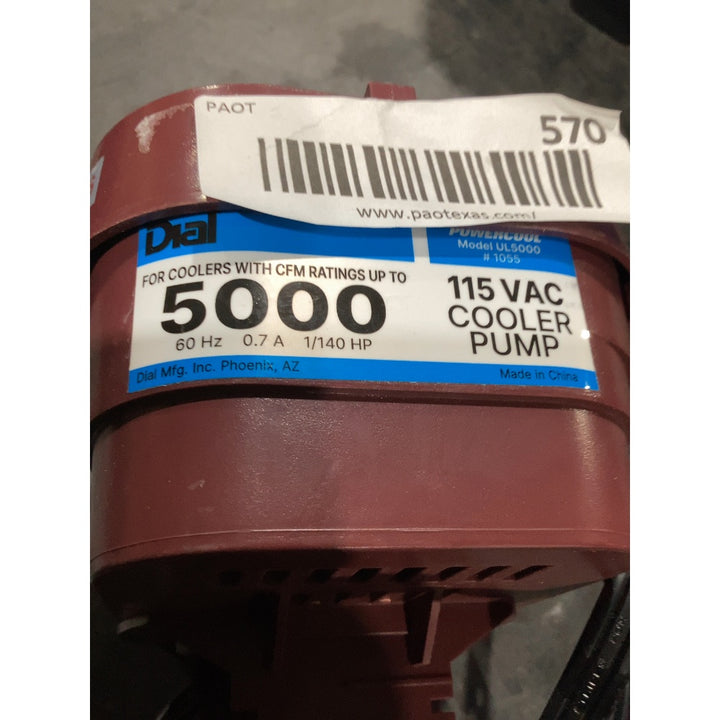 PAOT
570
www.paotexas.com/
Dial
POWERCOOL
Model UL5000
# 1055
FOR COOLERS WITH CFM RATINGS UP TO
5000
60 Hz 0.7 A 1/140 HP
115 VAC
COOLER
PUMP
Dial Mfg. Inc. Phoenix, AZ
Made in China